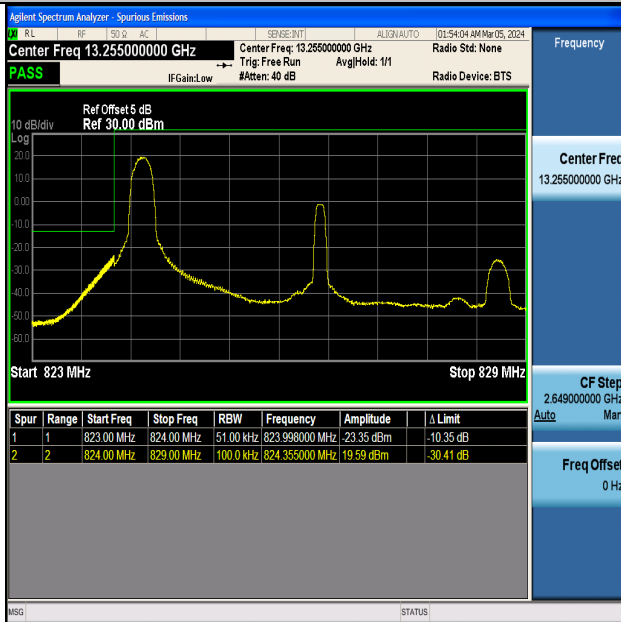 Agilent Spectrum Analyzer - Spurious Emissions
RL RF 50 Ω AC SENSE:INT ALIGNAUTO 01:54:04 AM Mar 05, 2024
Center Freq 13.255000000 GHz Center Freq: 13.255000000 GHz Radio Std: None Frequency
Trig: Free Run Avg|Hold: 1/1
PASS IFGain:Low #Atten: 40 dB Radio Device: BTS
Ref Offset 5 dB
10 dB/div Ref 30.00 dBm
Log
20.0
10.0
0.00
-10.0
-20.0
-30.0
-40.0
-50.0
-60.0
Start 823 MHz Stop 829 MHz
Center Freq
13.255000000 GHz
CF Step
2.649000000 GHz
Auto Man
Freq Offset
0 Hz
Spur Range Start Freq Stop Freq RBW Frequency Amplitude Δ Limit
1 1 823.00 MHz 824.00 MHz 51.00 kHz 823.998000 MHz -23.35 dBm -10.35 dB
2 2 824.00 MHz 829.00 MHz 100.0 kHz 824.355000 MHz 19.59 dBm -30.41 dB
MSG STATUS